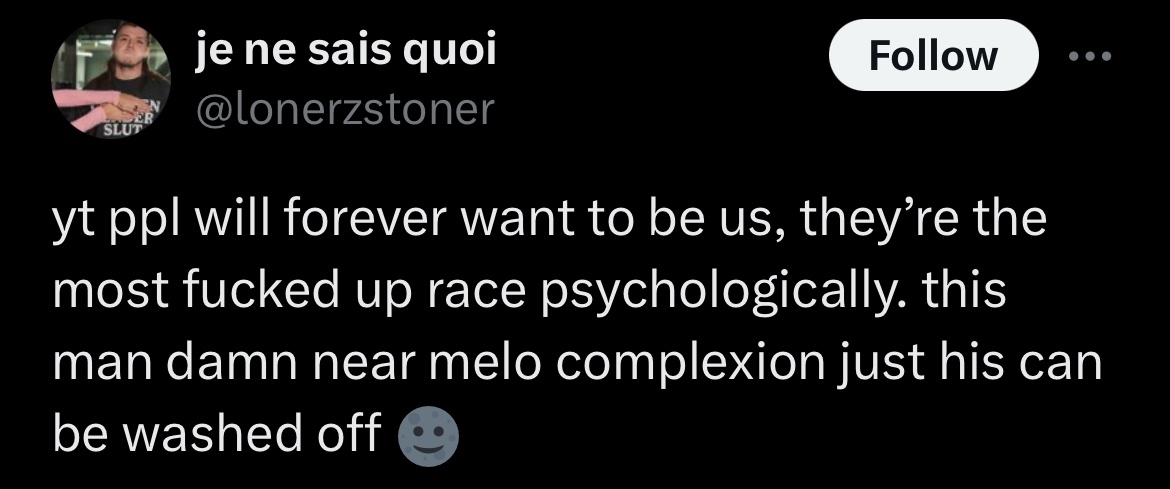 je ne sais quoi
Follow
@lonerzstoner
yt ppl will forever want to be us, they’re the
most fucked up race psychologically. this
man damn near melo complexion just his can
be washed off 🌚